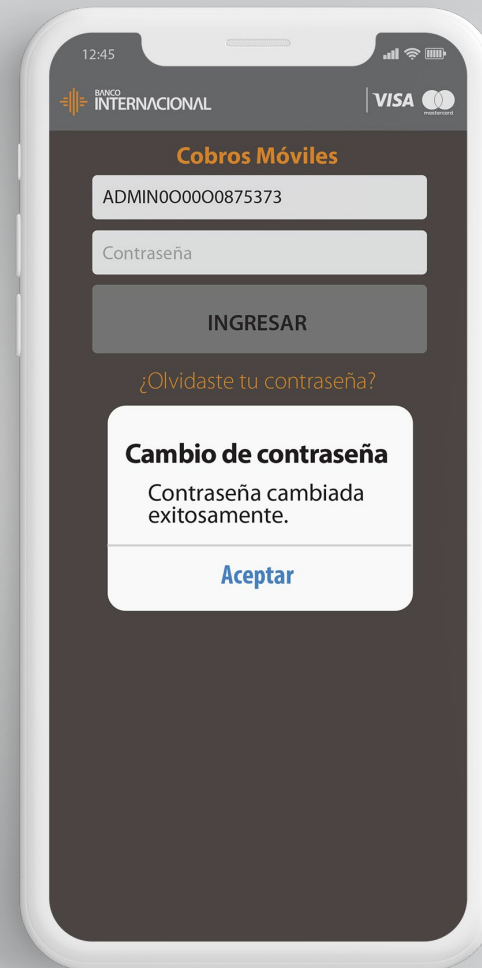 12:45
BANCO
INTERNACIONAL
VISA
mastercard
Cobros Móviles
ADMIN0O00O0875373
Contraseña
INGRESAR
¿Olvidaste tu contraseña?
Cambio de contraseña
Contraseña cambiada
exitosamente.
Aceptar